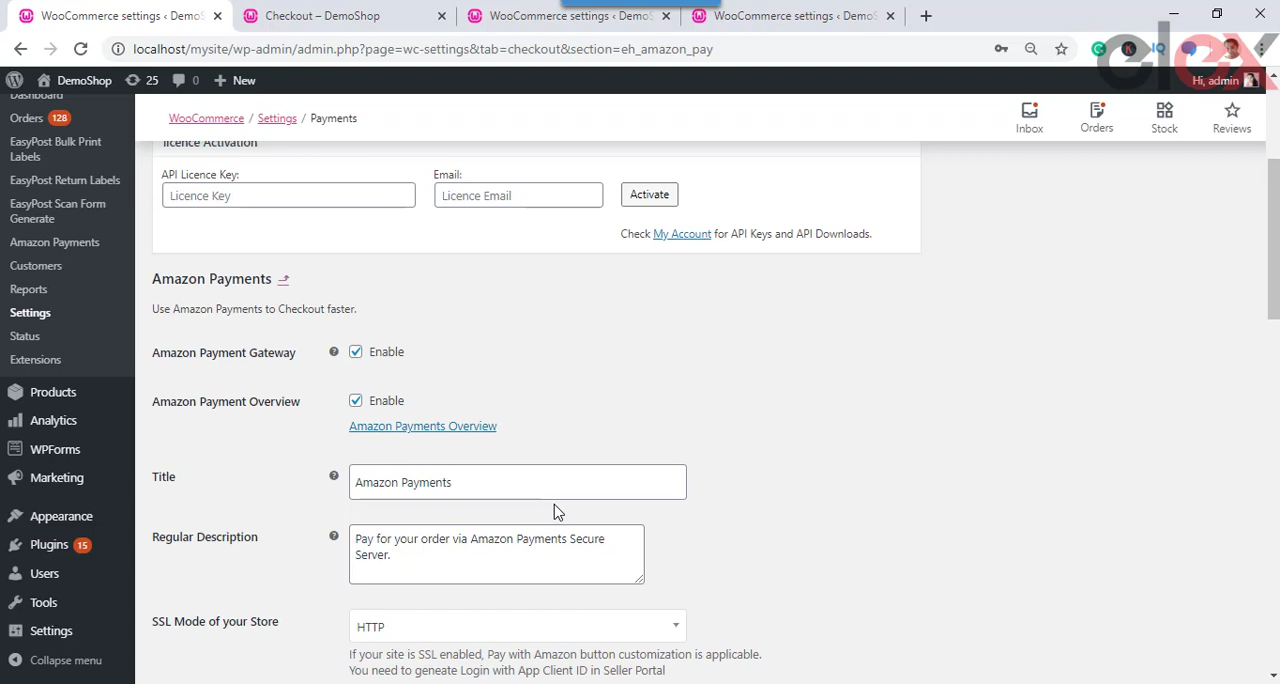 WooCommerce settings ‹ DemoS
Checkout – DemoShop
WooCommerce settings ‹ DemoS
WooCommerce settings ‹ DemoS
localhost/mysite/wp-admin/admin.php?page=wc-settings&tab=checkout&section=eh_amazon_pay
elex
DemoShop
25
0
New
Hi, admin
Dashboard
Orders 128
EasyPost Bulk Print
Labels
EasyPost Return Labels
EasyPost Scan Form
Generate
Amazon Payments
Customers
Reports
Settings
Status
Extensions
Products
Analytics
WPForms
Marketing
Appearance
Plugins 15
Users
Tools
Settings
Collapse menu
WooCommerce / Settings / Payments
Inbox
Orders
Stock
Reviews
licence Activation
API Licence Key:
Email:
Licence Key
Licence Email
Activate
Check My Account for API Keys and API Downloads.
Amazon Payments
Use Amazon Payments to Checkout faster.
Amazon Payment Gateway
Enable
Amazon Payment Overview
Enable
Amazon Payments Overview
Title
Amazon Payments
Regular Description
Pay for your order via Amazon Payments Secure
Server.
SSL Mode of your Store
HTTP
If your site is SSL enabled, Pay with Amazon button customization is applicable.
You need to geneate Login with App Client ID in Seller Portal